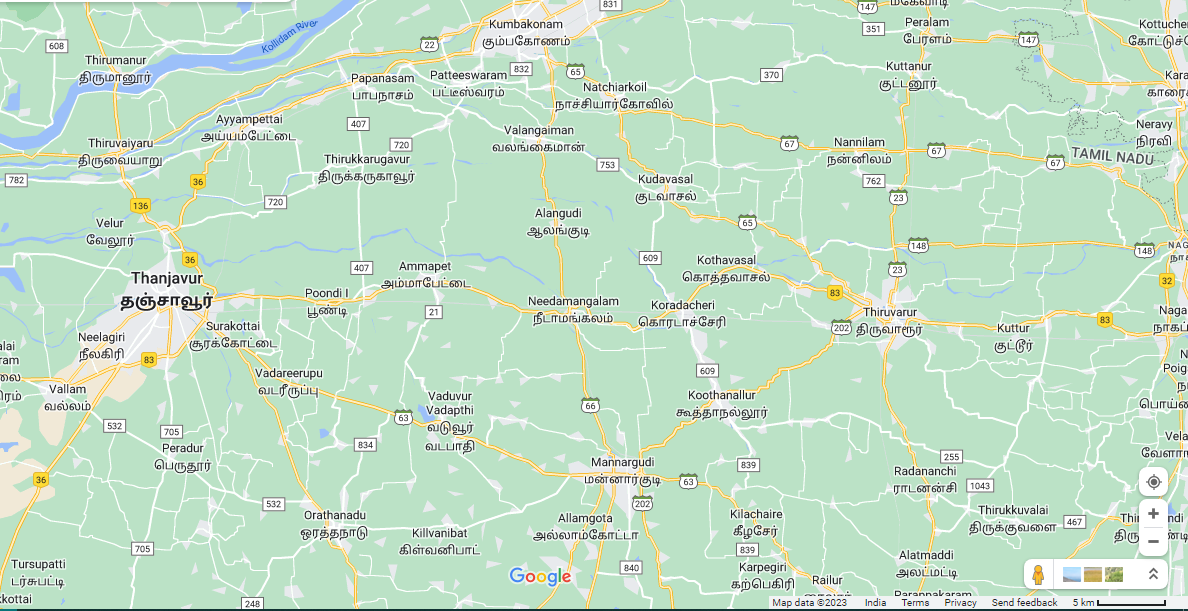 831
மகேவாடி
147
Kumbakonam
கும்பகோணம்
351
Peralam
பேரளம்
147
608
Kollidam River
22
Thirumanur
திருமானூர்
832
65
Kuttanur
குட்டனூர்
370
Papanasam
பாபநாசம்
Patteeswaram
பட்டீஸ்வரம்
Natchiarkoil
நாச்சியார்கோவில்
Ayyampettai
அய்யம்பேட்டை
407
Valangaiman
வலங்கைமான்
Neravy
நிரவி
Thiruvaiyaru
திருவையாறு
720
67
Nannilam
நன்னிலம்
67
67
TAMIL NADU
Thirukkarugavur
திருக்கருகாவூர்
753
782
36
Kudavasal
குடவாசல்
762
136
720
23
Velur
வேலூர்
Alangudi
ஆலங்குடி
65
148
148
36
407
609
Kothavasal
கொத்தவாசல்
23
Ammapet
அம்மாபேட்டை
Thanjavur
தஞ்சாவூர்
32
Poondi I
பூண்டி
83
21
Needamangalam
நீடாமங்கலம்
Koradacheri
கொரடாச்சேரி
Thiruvarur
திருவாரூர்
83
202
Surakottai
சூரக்கோட்டை
Kuttur
குட்டூர்
Neelagiri
நீலகிரி
83
609
Vadareerupu
வடரீருப்பு
Vallam
வல்லம்
Vaduvur
Vadapathi
வடுவூர்
வடபாதி
Koothanallur
கூத்தாநல்லூர்
66
63
532
705
834
Peradur
பெருதூர்
255
Mannargudi
மன்னார்குடி
839
Radananchi
ராடனன்சி
36
63
1043
202
532
Orathanadu
ஒரத்தநாடு
Allamgota
அல்லாம்கோட்டா
Kilachaire
கீழசேர்
Thirukkuvalai
திருக்குவளை
467
Killvanibat
கிள்வனிபாட்
705
839
Alatmaddi
அலட்மட்டி
Tursupatti
டர்சுபட்டி
840
Karpegiri
கற்பெகிரி
Google
Railur
Parappakaram
248
Map data ©2023 India Terms Privacy Send feedback 5 km